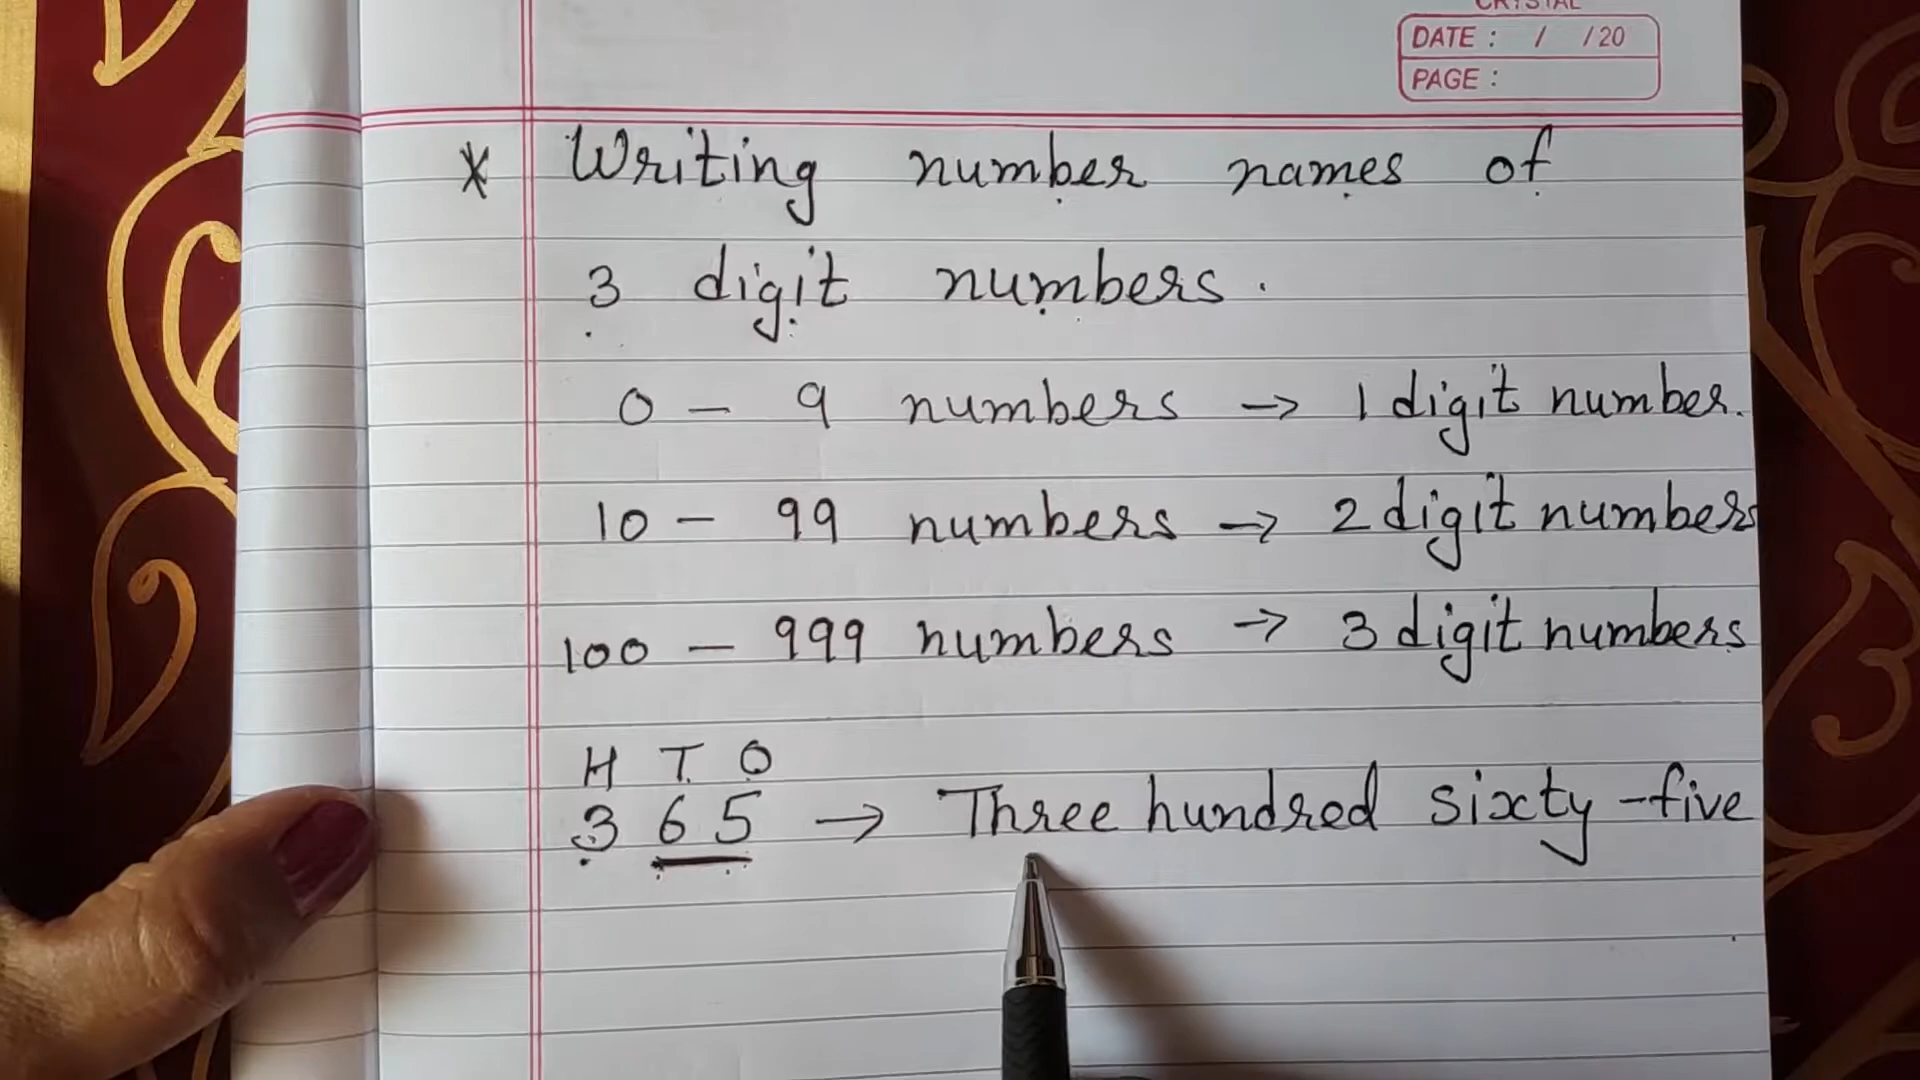 CRYSTAL
DATE : / /20
PAGE :
* Writing number names of
3 digit numbers.
0 - 9 numbers → 1 digit number.
10 - 99 numbers → 2 digit numbers
100 - 999 numbers → 3 digit numbers
H T O
3 6 5 → Three hundred sixty-five